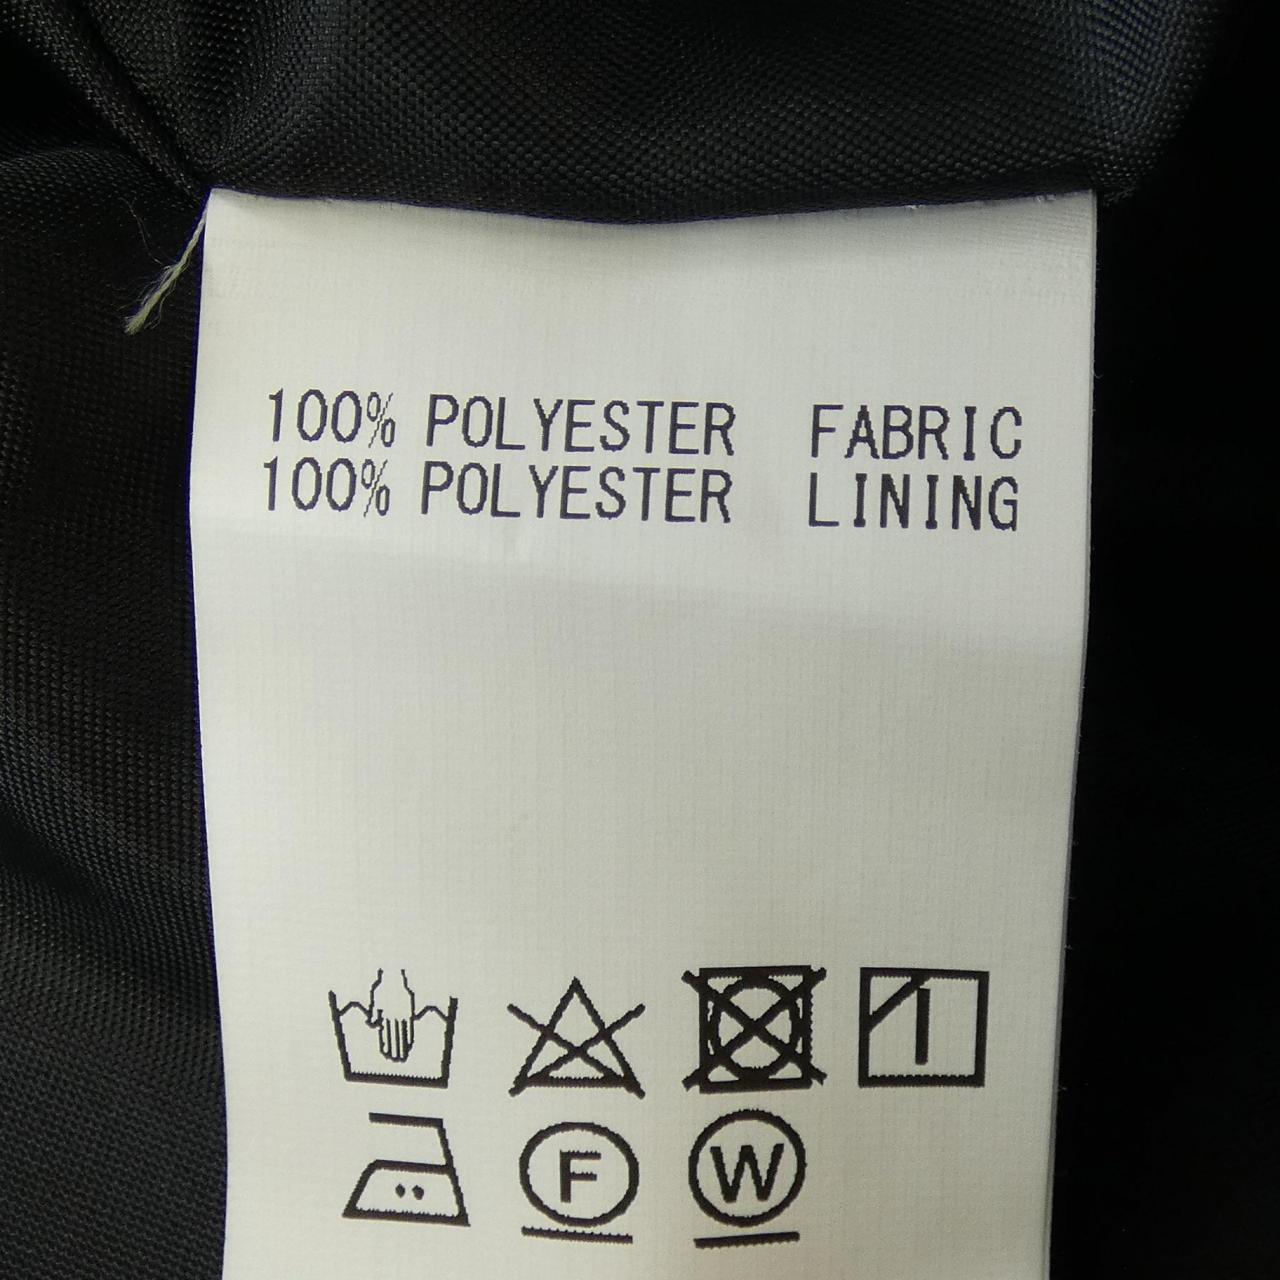 100% POLYESTER FABRIC
100% POLYESTER LINING
F W